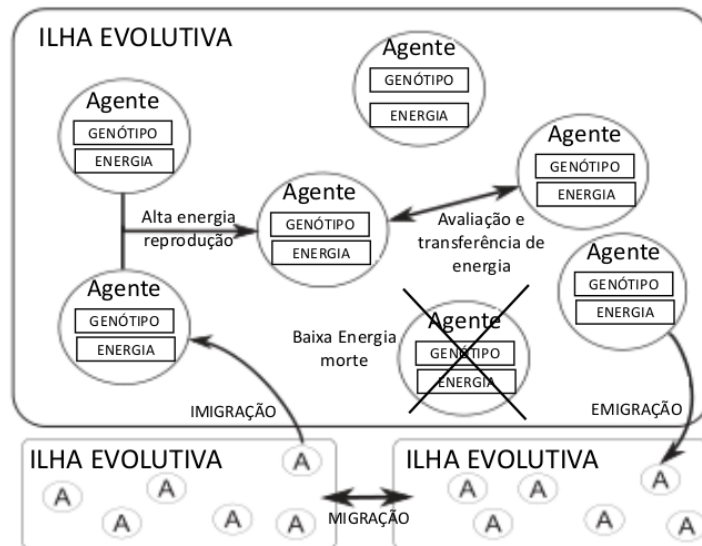 ILHA EVOLUTIVA
Agente
GENÓTIPO
ENERGIA
Agente
GENÓTIPO
ENERGIA
Agente
GENÓTIPO
ENERGIA
Agente
GENÓTIPO
ENERGIA
Alta energia
reprodução
Avaliação e
transferência de
energia
Agente
GENÓTIPO
ENERGIA
Agente
GENÓTIPO
ENERGIA
Baixa Energia
morte
Agente
GENÓTIPO
ENERGIA
IMIGRAÇÃO
EMIGRAÇÃO
ILHA EVOLUTIVA
A
A
A
A
A
A
MIGRAÇÃO
ILHA EVOLUTIVA
A
A
A
A
A
A